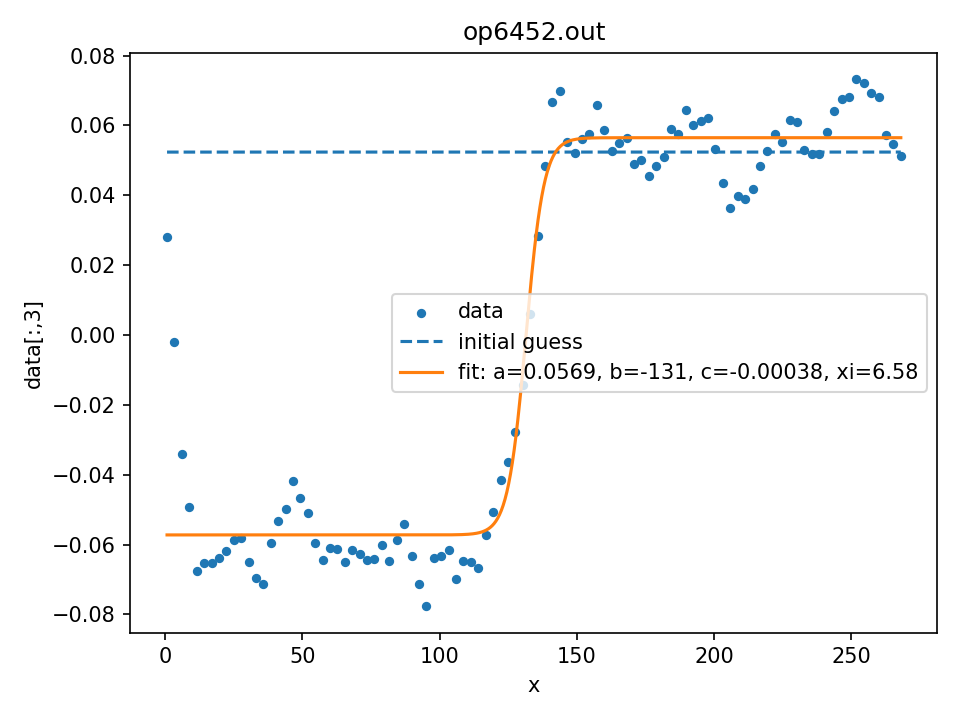 op6452.out
0.08
0.06
0.04
0.02
0.00
−0.02
−0.04
−0.06
−0.08
data[:,3]
data
initial guess
fit: a=0.0569, b=-131, c=-0.00038, xi=6.58
0 50 100 150 200 250
x